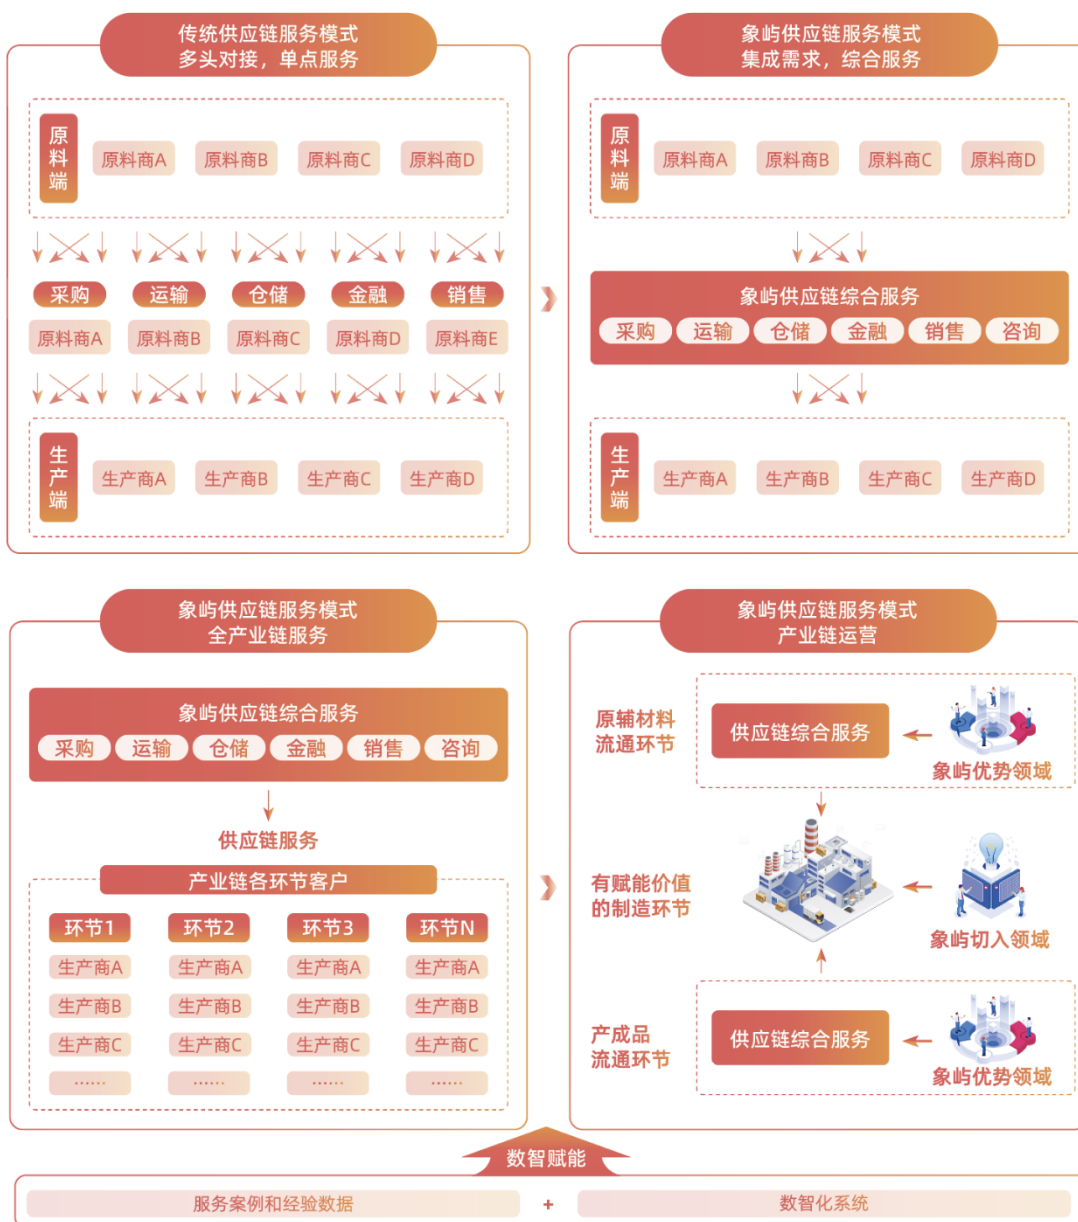 传统供应链服务模式
多头对接，单点服务
原料端
原料商A 原料商B 原料商C 原料商D
采购 运输 仓储 金融 销售
原料商A 原料商B 原料商C 原料商D 原料商E
生产端
生产商A 生产商B 生产商C 生产商D
象屿供应链服务模式
集成需求，综合服务
原料端
原料商A 原料商B 原料商C 原料商D
象屿供应链综合服务
采购 运输 仓储 金融 销售 咨询
生产端
生产商A 生产商B 生产商C 生产商D
象屿供应链服务模式
全产业链服务
象屿供应链综合服务
采购 运输 仓储 金融 销售 咨询
供应链服务
产业链各环节客户
环节1 环节2 环节3 环节N
生产商A 生产商A 生产商A 生产商A
生产商B 生产商B 生产商B 生产商B
生产商C 生产商C 生产商C 生产商C
…… …… …… ……
象屿供应链服务模式
产业链运营
原辅材料
流通环节
供应链综合服务
象屿优势领域
有赋能价值
的制造环节
象屿切入领域
产成品
流通环节
供应链综合服务
象屿优势领域
数智赋能
服务案例和经验数据 + 数智化系统